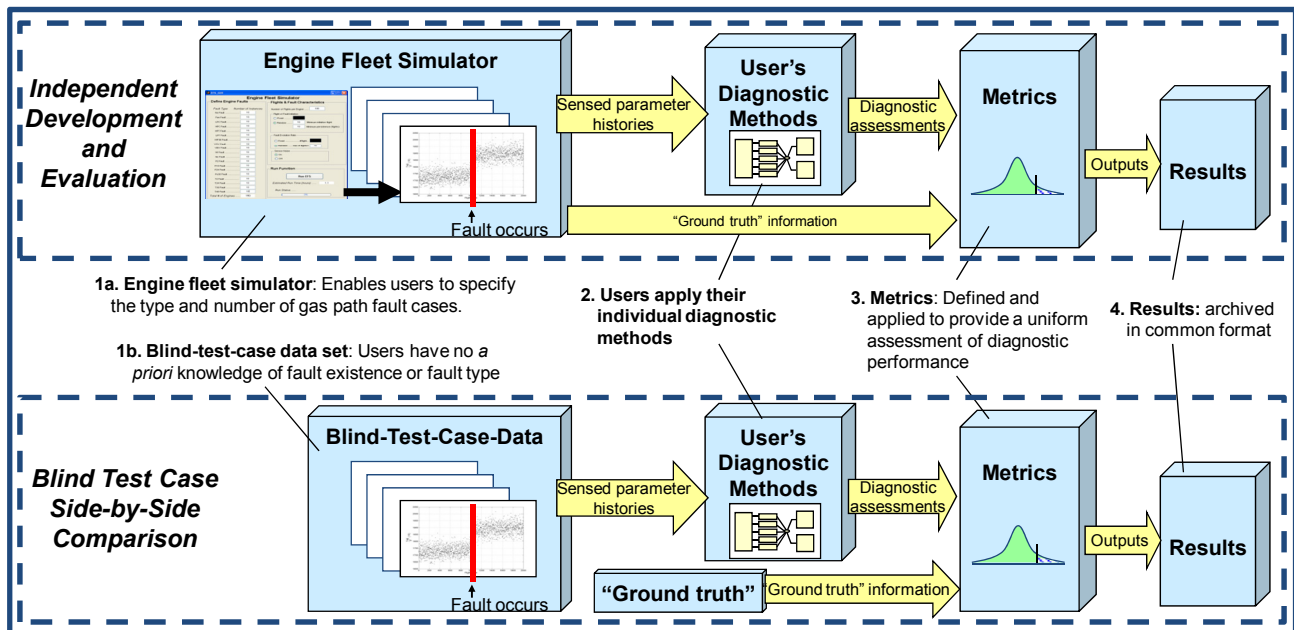 Independent
Development
and
Evaluation
Engine Fleet Simulator
Engine Fleet Simulator
Define Engine Faults
Fault occurs
Sensed parameter
histories
User's
Diagnostic
Methods
Diagnostic
assessments
"Ground truth" information
Metrics
Outputs
Results
1a. Engine fleet simulator: Enables users to specify
the type and number of gas path fault cases.
1b. Blind-test-case data set: Users have no a
priori knowledge of fault existence or fault type
2. Users apply their
individual diagnostic
methods
3. Metrics: Defined and
applied to provide a uniform
assessment of diagnostic
performance
4. Results: archived
in common format
Blind Test Case
Side-by-Side
Comparison
Blind-Test-Case-Data
Fault occurs
Sensed parameter
histories
User's
Diagnostic
Methods
Diagnostic
assessments
"Ground truth"
"Ground truth" information
Metrics
Outputs
Results